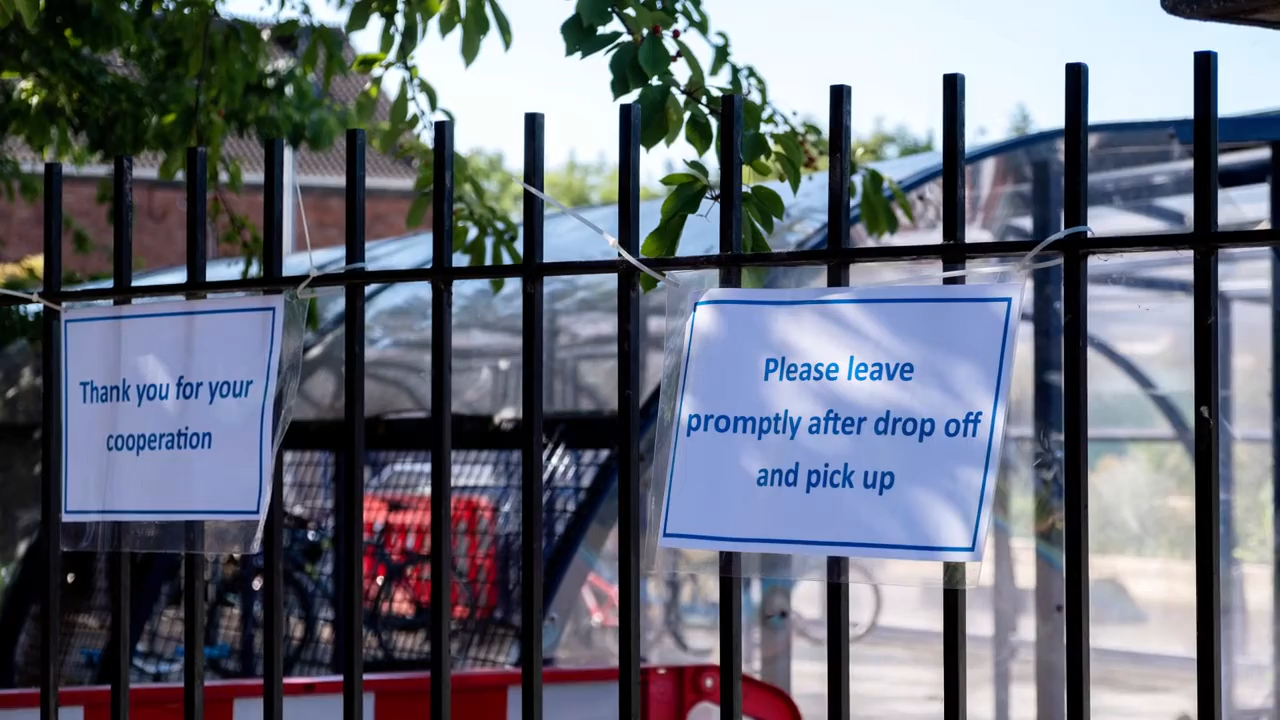 Thank you for your
cooperation
Please leave
promptly after drop off
and pick up